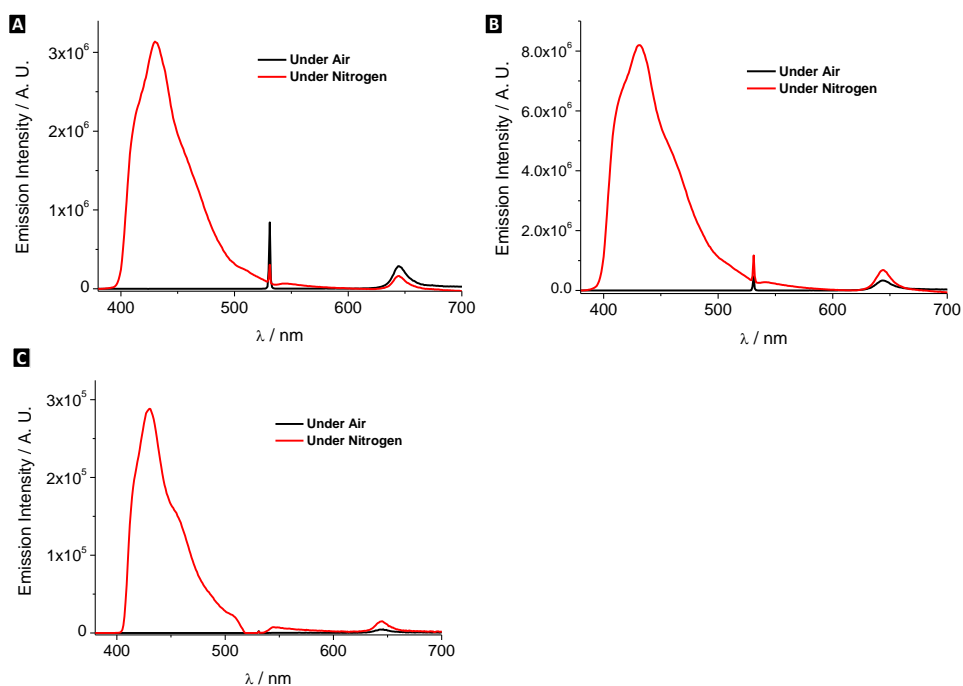 A
Emission Intensity / A. U.
3x10⁶
2x10⁶
1x10⁶
0
400
500
600
700
λ / nm
Under Air
Under Nitrogen
B
Emission Intensity / A. U.
8.0x10⁶
6.0x10⁶
4.0x10⁶
2.0x10⁶
0.0
400
500
600
700
λ / nm
Under Air
Under Nitrogen
C
Emission Intensity / A. U.
3x10⁵
2x10⁵
1x10⁵
0
400
500
600
700
λ / nm
Under Air
Under Nitrogen